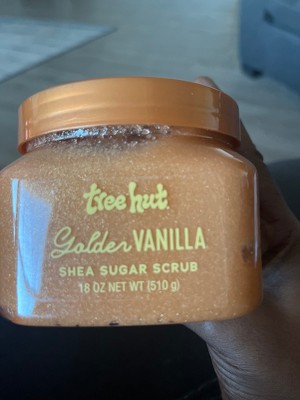 tree hut.
Golden VANILLA
SHEA SUGAR SCRUB
18 OZ NET WT (510 g)